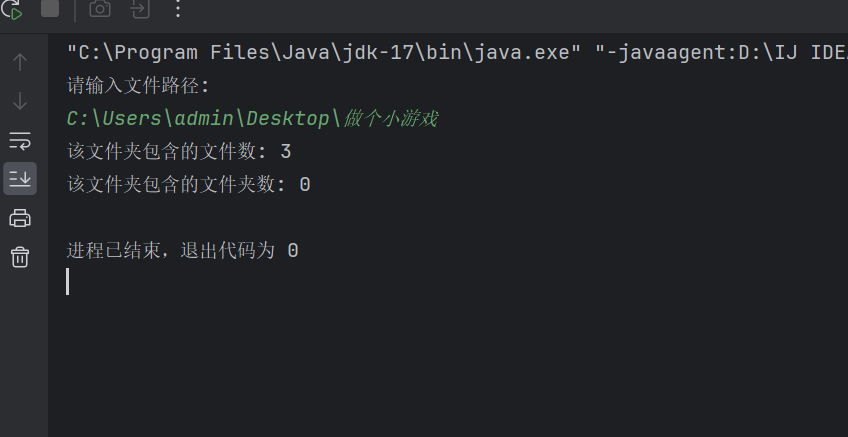 "C:\Program Files\Java\jdk-17\bin\java.exe" "-javaagent:D:\IJ IDE
请输入文件路径:
C:\Users\admin\Desktop\做个小游戏
该文件夹包含的文件数: 3
该文件夹包含的文件夹数: 0
进程已结束，退出代码为 0